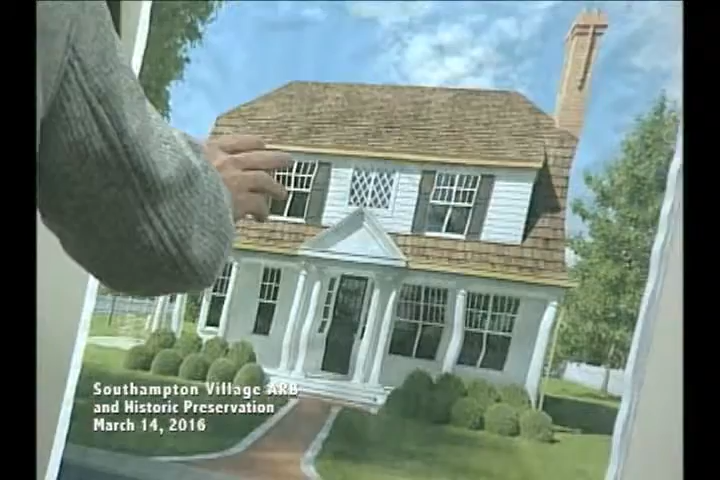 Southampton Village ARB
and Historic Preservation
March 14, 2016